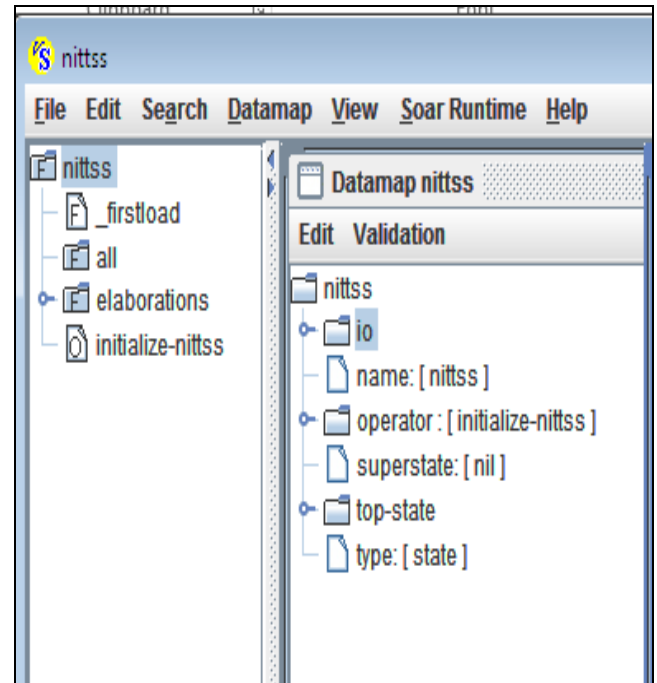 nittss
File Edit Search Datamap View Soar Runtime Help
nittss
_firstload
all
elaborations
initialize-nittss
Datamap nittss
Edit Validation
nittss
io
name: [ nittss ]
operator : [ initialize-nittss ]
superstate: [ nil ]
top-state
type: [ state ]